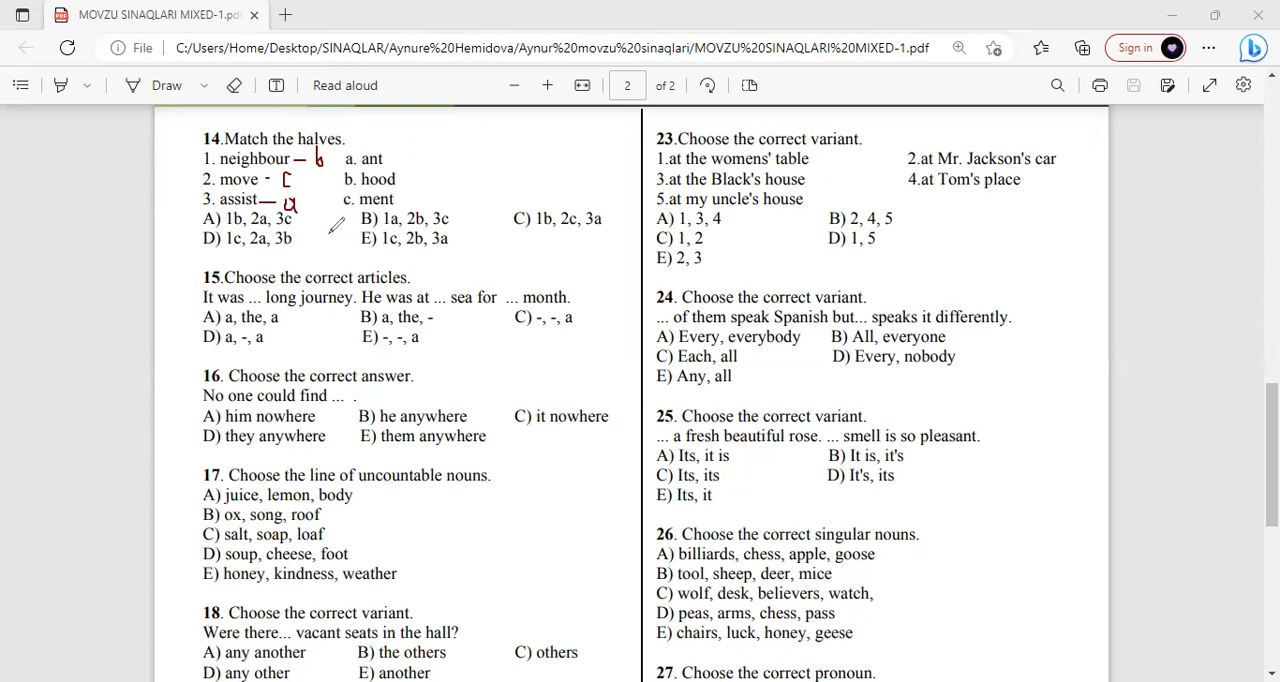 MOVZU SINAQLARI MIXED-1.pdf
File C:/Users/Home/Desktop/SINAQLAR/Aynure%20Hemidova/Aynur%20movzu%20sinaqlari/MOVZU%20SINAQLARI%20MIXED-1.pdf Sign in
Draw Read aloud 2 of 2
14.Match the halves.
1. neighbour — b a. ant
2. move - c b. hood
3. assist — a c. ment
A) 1b, 2a, 3c B) 1a, 2b, 3c C) 1b, 2c, 3a
D) 1c, 2a, 3b E) 1c, 2b, 3a
15.Choose the correct articles.
It was ... long journey. He was at ... sea for ... month.
A) a, the, a B) a, the, - C) -, -, a
D) a, -, a E) -, -, a
16. Choose the correct answer.
No one could find ... .
A) him nowhere B) he anywhere C) it nowhere
D) they anywhere E) them anywhere
17. Choose the line of uncountable nouns.
A) juice, lemon, body
B) ox, song, roof
C) salt, soap, loaf
D) soup, cheese, foot
E) honey, kindness, weather
18. Choose the correct variant.
Were there... vacant seats in the hall?
A) any another B) the others C) others
D) any other E) another
23.Choose the correct variant.
1.at the womens' table 2.at Mr. Jackson's car
3.at the Black's house 4.at Tom's place
5.at my uncle's house
A) 1, 3, 4 B) 2, 4, 5
C) 1, 2 D) 1, 5
E) 2, 3
24. Choose the correct variant.
... of them speak Spanish but... speaks it differently.
A) Every, everybody B) All, everyone
C) Each, all D) Every, nobody
E) Any, all
25. Choose the correct variant.
... a fresh beautiful rose. ... smell is so pleasant.
A) Its, it is B) It is, it's
C) Its, its D) It's, its
E) Its, it
26. Choose the correct singular nouns.
A) billiards, chess, apple, goose
B) tool, sheep, deer, mice
C) wolf, desk, believers, watch,
D) peas, arms, chess, pass
E) chairs, luck, honey, geese
27. Choose the correct pronoun.